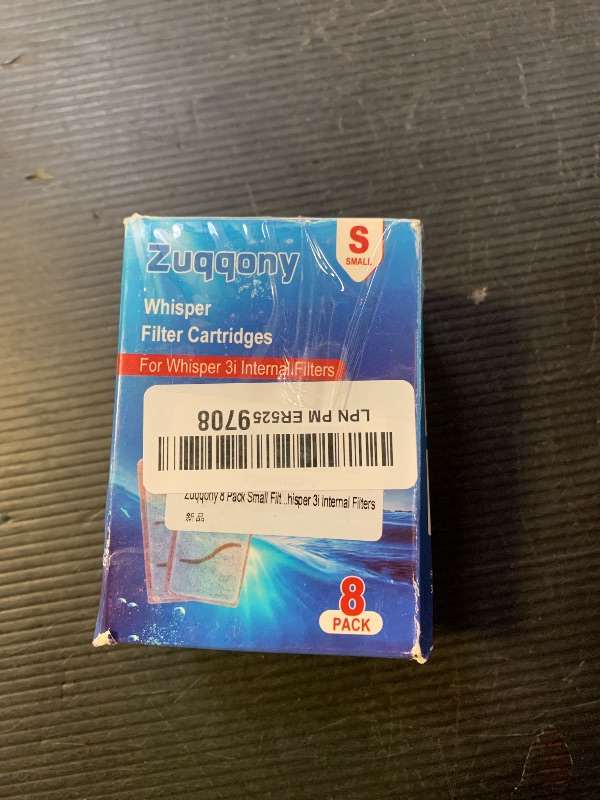 Zuqqony
S
SMALL
Whisper
Filter Cartridges
For Whisper 3i Internal Filters
LPN PM ER5259708
Zuqqony 8 Pack Small Filt...hisper 3i Internal Filters
新品
8
PACK